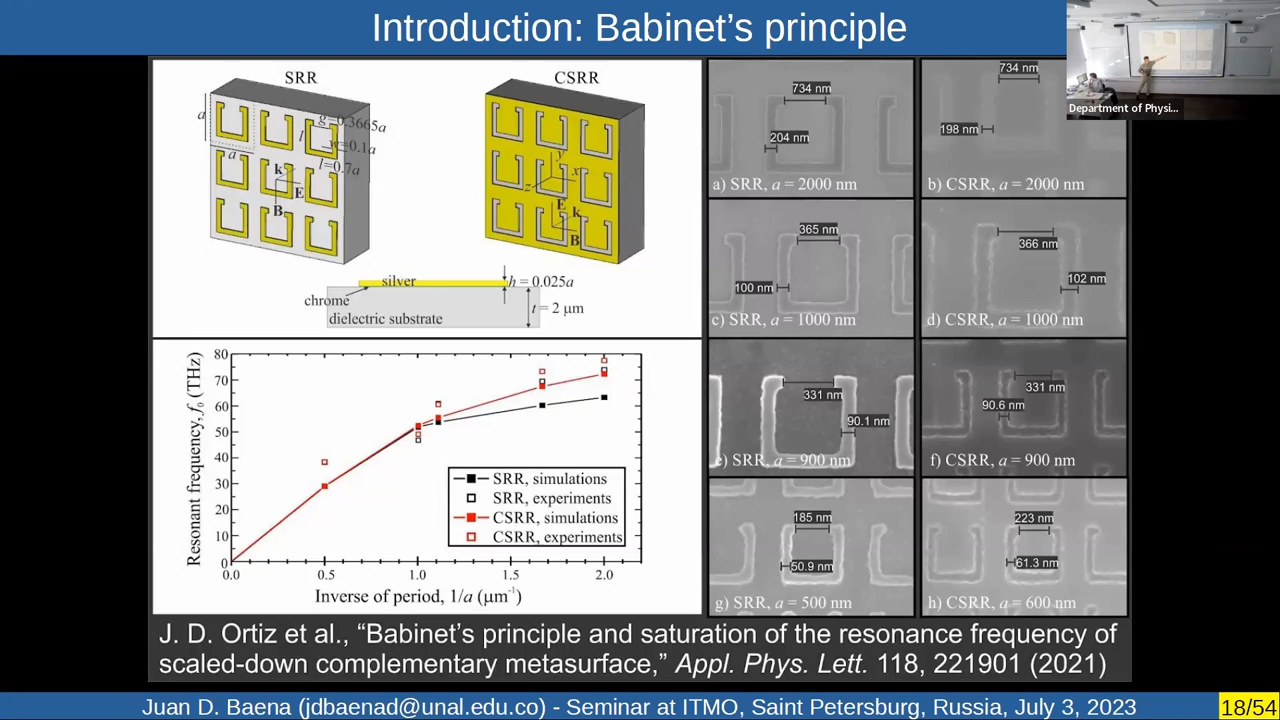 Introduction: Babinet's principle
Department of Physi...
SRR
CSRR
a
a
g=0.3665a
l
w=0.1a
l=0.7a
k
E
B
y
x
z
E
k
B
silver
h = 0.025a
chrome
t = 2 μm
dielectric substrate
734 nm
204 nm
a) SRR, a = 2000 nm
734 nm
198 nm
b) CSRR, a = 2000 nm
365 nm
100 nm
c) SRR, a = 1000 nm
366 nm
102 nm
d) CSRR, a = 1000 nm
331 nm
90.1 nm
e) SRR, a = 900 nm
331 nm
90.6 nm
f) CSRR, a = 900 nm
185 nm
50.9 nm
g) SRR, a = 500 nm
223 nm
61.3 nm
h) CSRR, a = 600 nm
Resonant frequency, f₀ (THz)
80
70
60
50
40
30
20
10
0
0.0 0.5 1.0 1.5 2.0
Inverse of period, 1/a (μm⁻¹)
SRR, simulations
SRR, experiments
CSRR, simulations
CSRR, experiments
J. D. Ortiz et al., “Babinet's principle and saturation of the resonance frequency of
scaled-down complementary metasurface,” Appl. Phys. Lett. 118, 221901 (2021)
Juan D. Baena (jdbaenad@unal.edu.co) - Seminar at ITMO, Saint Petersburg, Russia, July 3, 2023
18/54